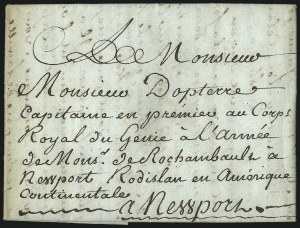 A Monsieur
Monsieur Dopterre
Capitaine en premier au Corps
Royal du Genie à l'Armée
de Monsr. de Rochambault à
Newport Rodislan en Amérique
Continentale
a Newport